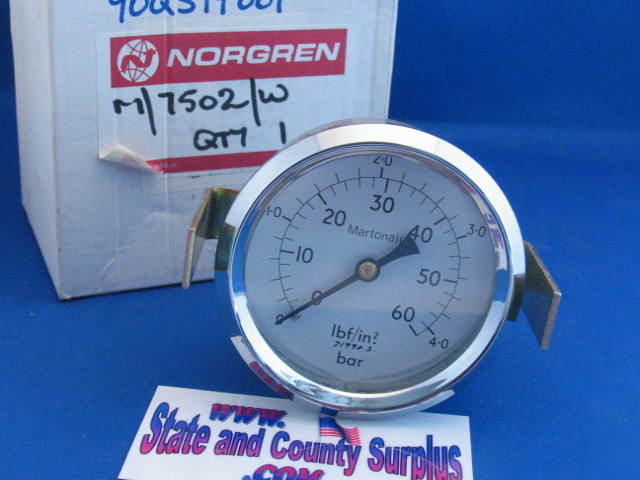 90Q519001
NORGREN
M/7502/W
QTY 1
2·0
1·0
3·0
20
30
40
Martonair
10
50
0
0
60
4·0
lbf/in²
bar
www.
State and County Surplus
.COM